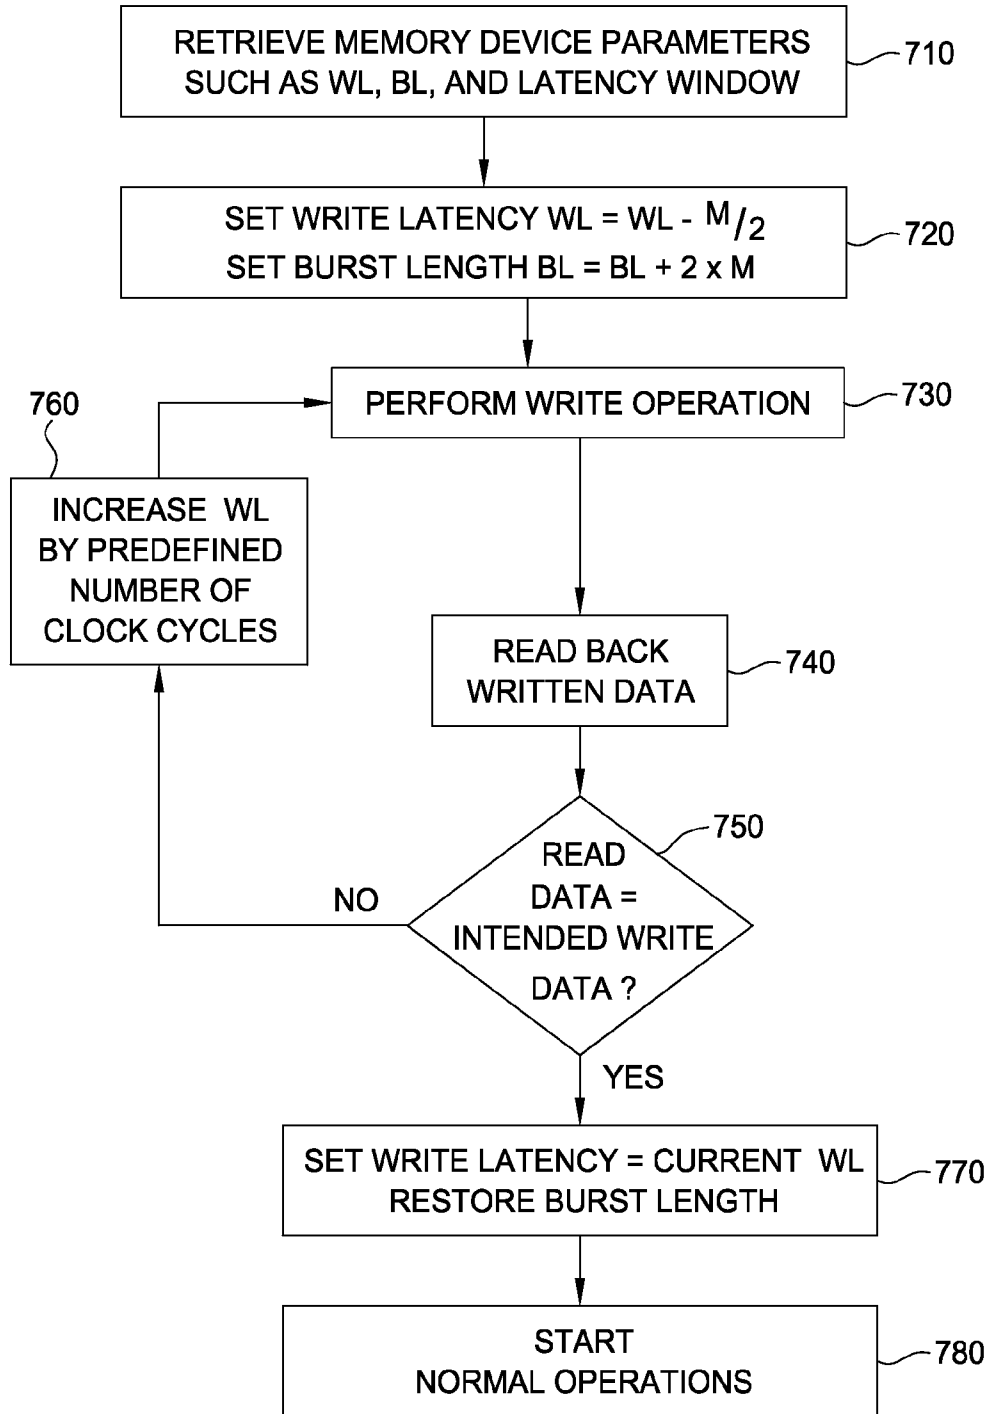 RETRIEVE MEMORY DEVICE PARAMETERS
SUCH AS WL, BL, AND LATENCY WINDOW
710
SET WRITE LATENCY WL = WL - M/2
SET BURST LENGTH BL = BL + 2 x M
720
PERFORM WRITE OPERATION
730
760
INCREASE WL
BY PREDEFINED
NUMBER OF
CLOCK CYCLES
READ BACK
WRITTEN DATA
740
750
READ
DATA =
INTENDED WRITE
DATA ?
NO
YES
SET WRITE LATENCY = CURRENT WL
RESTORE BURST LENGTH
770
START
NORMAL OPERATIONS
780